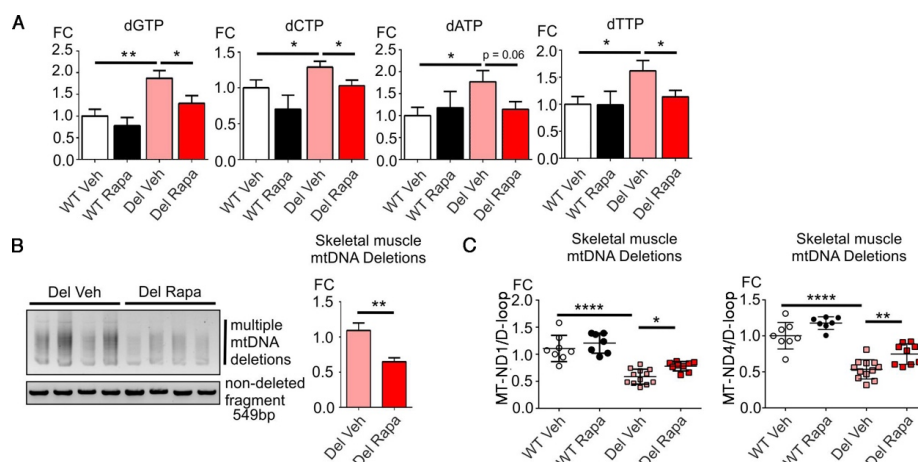 A
dGTP
FC
**
*
2.5
2.0
1.5
1.0
0.5
0.0
WT Veh
WT Rapa
Del Veh
Del Rapa
dCTP
FC
*
*
1.5
1.0
0.5
0.0
WT Veh
WT Rapa
Del Veh
Del Rapa
dATP
FC
*
p = 0.06
2.5
2.0
1.5
1.0
0.5
0.0
WT Veh
WT Rapa
Del Veh
Del Rapa
dTTP
FC
*
*
2.5
2.0
1.5
1.0
0.5
0.0
WT Veh
WT Rapa
Del Veh
Del Rapa
B
Del Veh
Del Rapa
multiple
mtDNA
deletions
non-deleted
fragment
549bp
Skeletal muscle
mtDNA Deletions
FC
**
1.5
1.0
0.5
0.0
Del Veh
Del Rapa
C
Skeletal muscle
mtDNA Deletions
FC
MT-ND1/D-loop
****
*
2.0
1.5
1.0
0.5
0.0
WT Veh
WT Rapa
Del Veh
Del Rapa
Skeletal muscle
mtDNA Deletions
FC
MT-ND4/D-loop
****
**
1.5
1.0
0.5
0.0
WT Veh
WT Rapa
Del Veh
Del Rapa